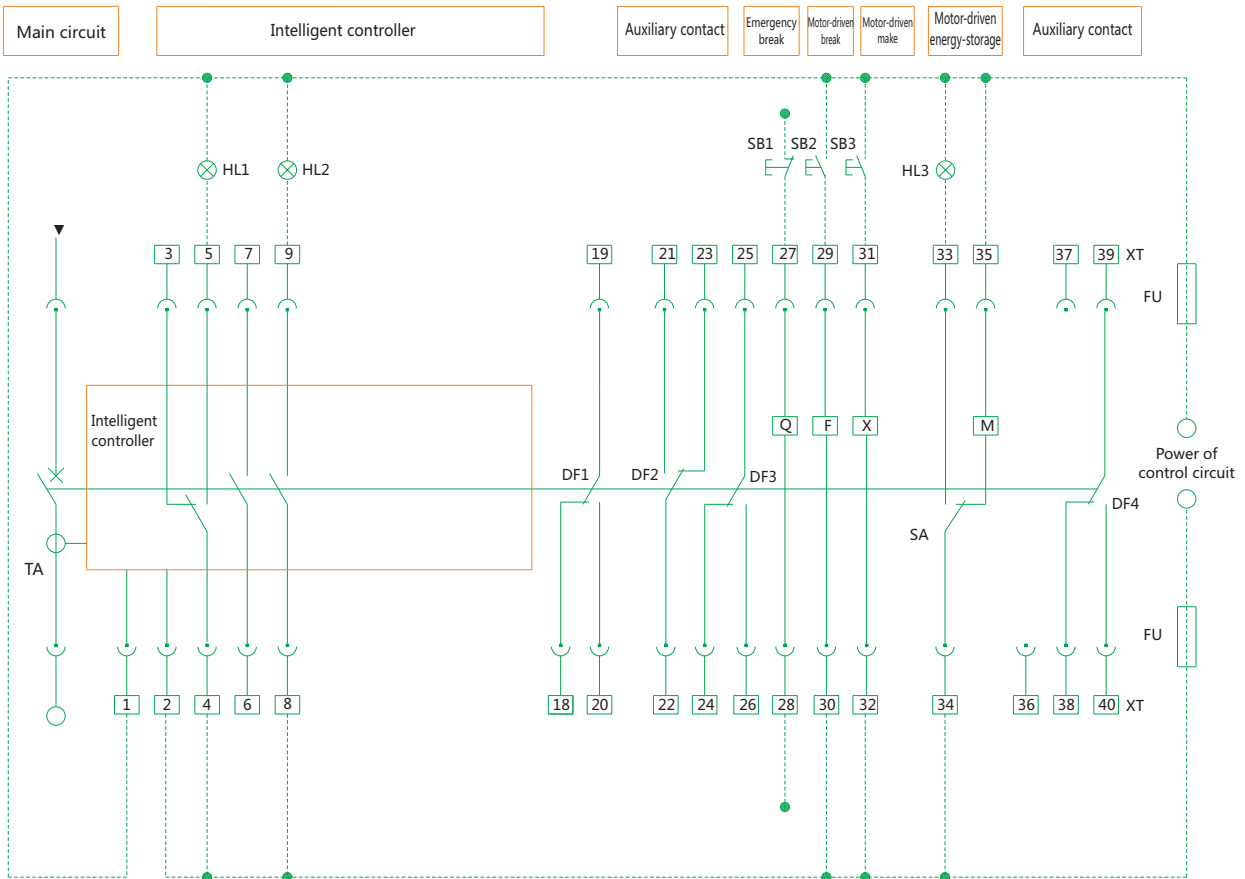 Main circuit
Intelligent controller
Auxiliary contact
Emergency
break
Motor-driven
break
Motor-driven
make
Motor-driven
energy-storage
Auxiliary contact
SB1 SB2 SB3
HL1 HL2 HL3
3 5 7 9 19 21 23 25 27 29 31 33 35 37 39 XT
FU
Intelligent
controller
Q F X M
Power of
control circuit
DF1 DF2 DF3 DF4
SA
TA
FU
1 2 4 6 8 18 20 22 24 26 28 30 32 34 36 38 40 XT